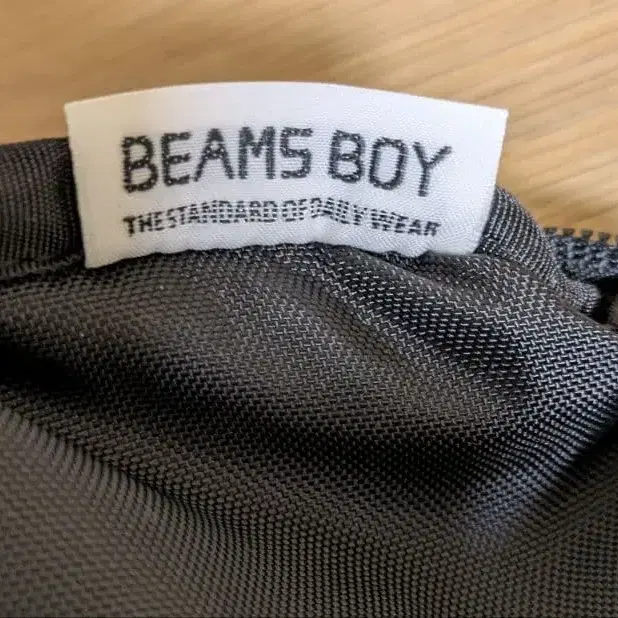 BEAMS BOY
THE STANDARD OF DAILY WEAR